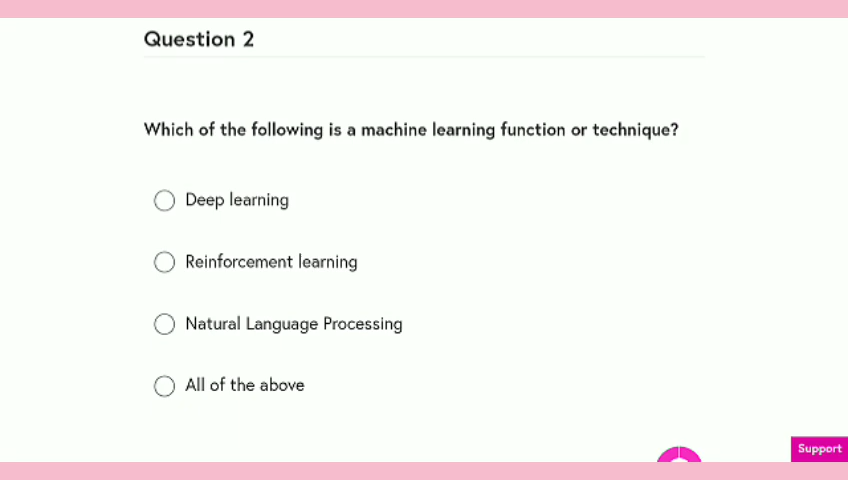 Question 2
Which of the following is a machine learning function or technique?
Deep learning
Reinforcement learning
Natural Language Processing
All of the above
Support